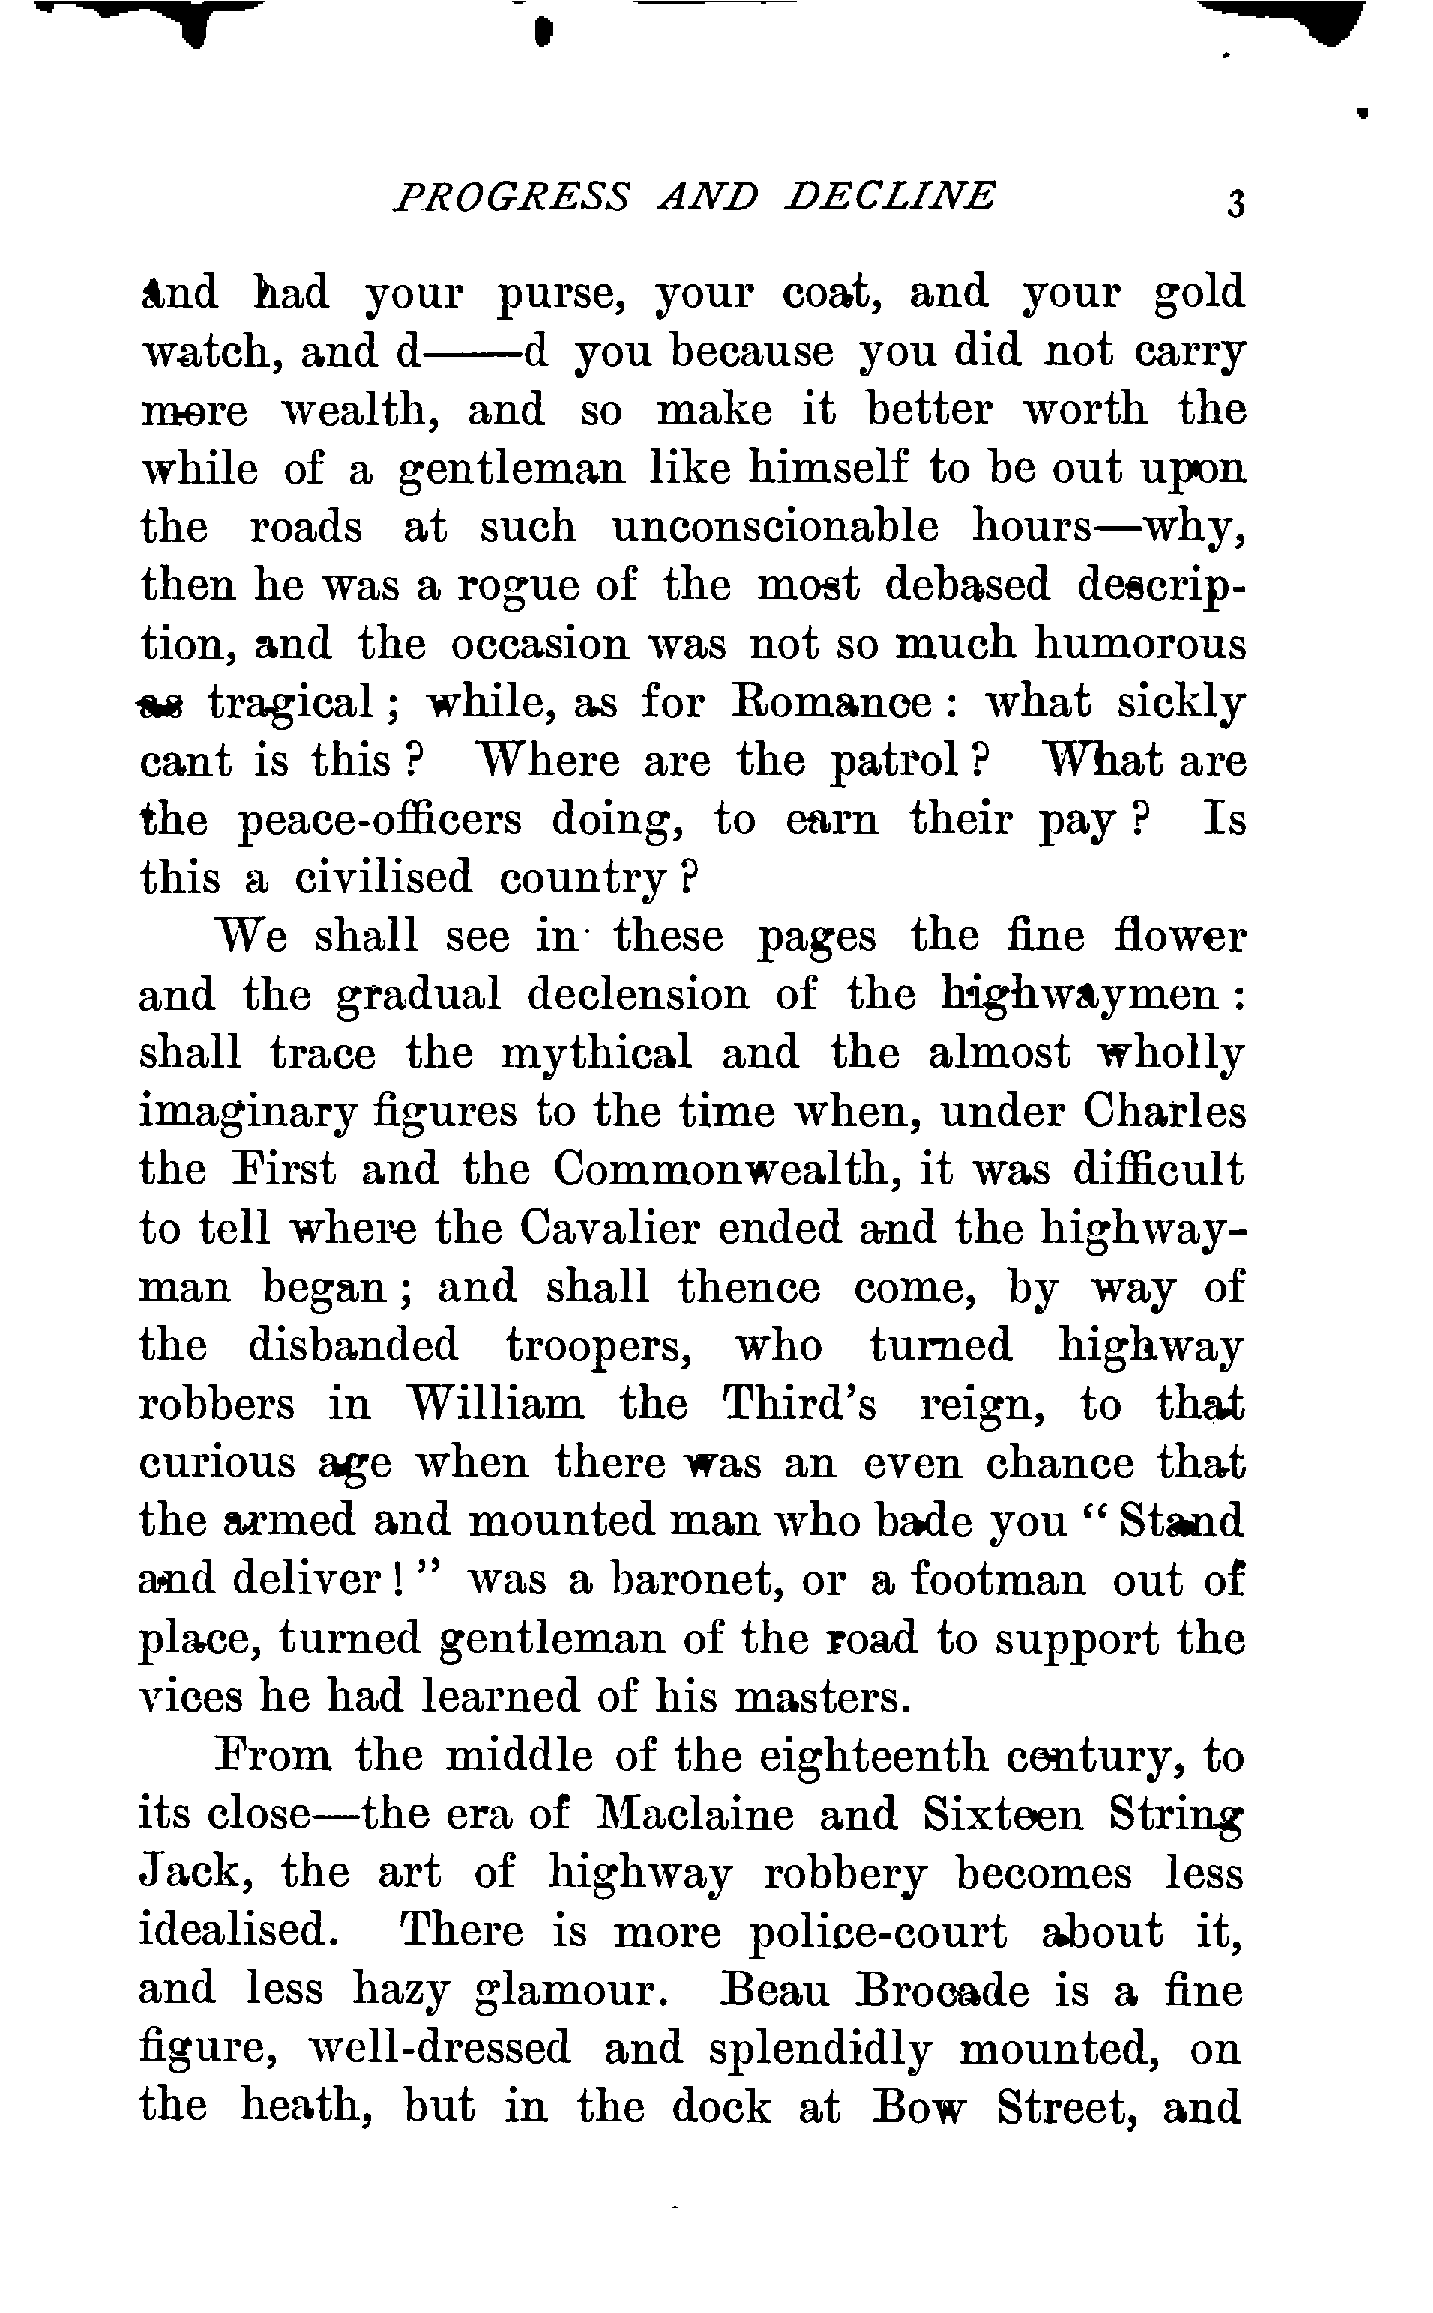 PROGRESS AND DECLINE 3
and had your purse, your coat, and your gold
watch, and d——d you because you did not carry
more wealth, and so make it better worth the
while of a gentleman like himself to be out upon
the roads at such unconscionable hours—why,
then he was a rogue of the most debased descrip-
tion, and the occasion was not so much humorous
as tragical; while, as for Romance: what sickly
cant is this? Where are the patrol? What are
the peace-officers doing, to earn their pay? Is
this a civilised country?
We shall see in these pages the fine flower
and the gradual declension of the highwaymen:
shall trace the mythical and the almost wholly
imaginary figures to the time when, under Charles
the First and the Commonwealth, it was difficult
to tell where the Cavalier ended and the highway-
man began; and shall thence come, by way of
the disbanded troopers, who turned highway
robbers in William the Third's reign, to that
curious age when there was an even chance that
the armed and mounted man who bade you "Stand
and deliver!" was a baronet, or a footman out of
place, turned gentleman of the road to support the
vices he had learned of his masters.
From the middle of the eighteenth century, to
its close—the era of Maclaine and Sixteen String
Jack, the art of highway robbery becomes less
idealised. There is more police-court about it,
and less hazy glamour. Beau Brocade is a fine
figure, well-dressed and splendidly mounted, on
the heath, but in the dock at Bow Street, and